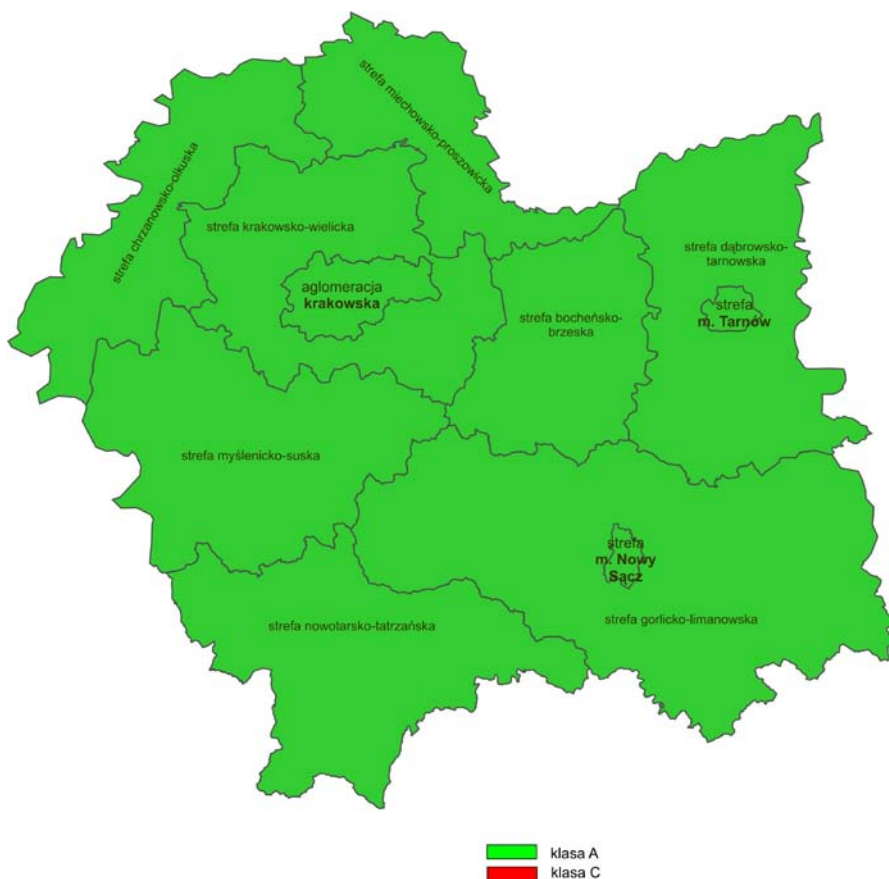 strefa miechowsko-proszowicka
strefa chrzanowsko-olkuska
strefa krakowsko-wielicka
strefa dąbrowsko-
tarnowska
aglomeracja
krakowska
strefa
m. Tarnów
strefa bocheńsko-
brzeska
strefa myślenicko-suska
strefa
m. Nowy
Sącz
strefa nowotarsko-tatrzańska
strefa gorlicko-limanowska
klasa A
klasa C